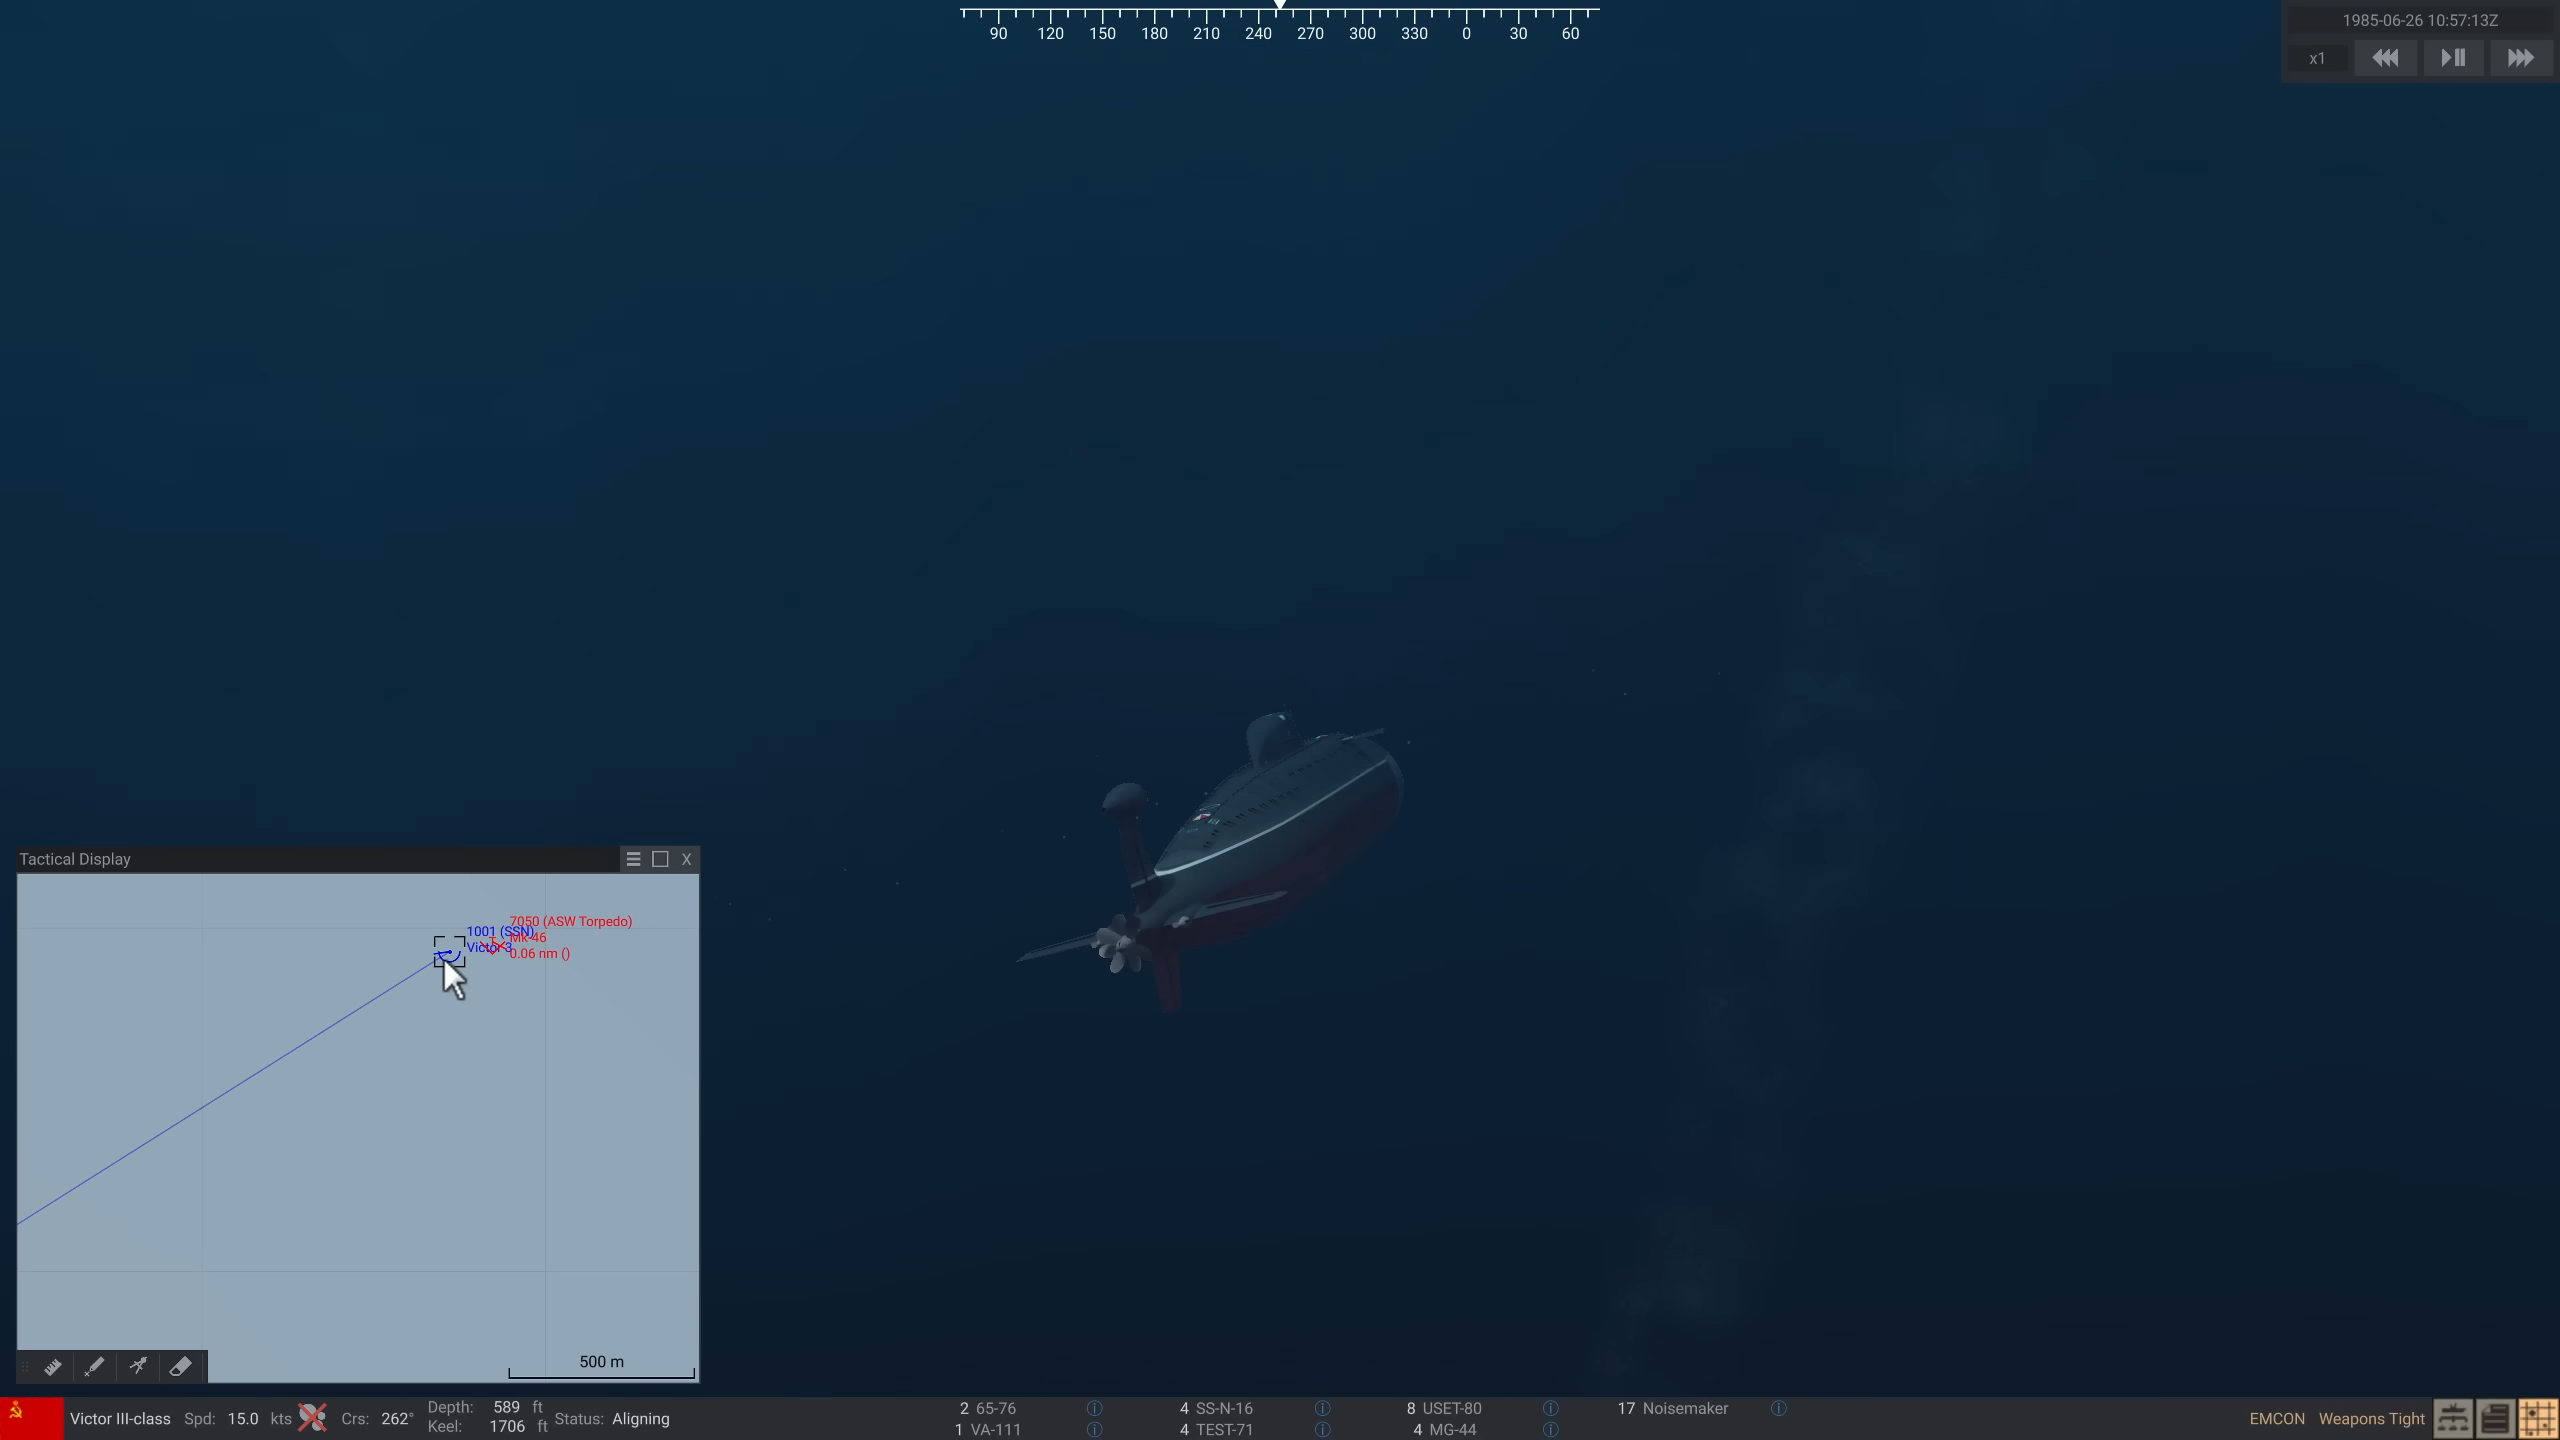 90 120 150 180 210 240 270 300 330 0 30 60
1985-06-26 10:57:13Z
x1
Tactical Display
X
7050 (ASW Torpedo)
1001 (SSN)
Mk-46
Victor 3
0.06 nm ()
500 m
Victor III-class Spd: 15.0 kts Crs: 262° Depth: 589 ft Status: Aligning
Keel: 1706 ft
2 65-76 4 SS-N-16 8 USET-80 17 Noisemaker
1 VA-111 4 TEST-71 4 MG-44
EMCON Weapons Tight